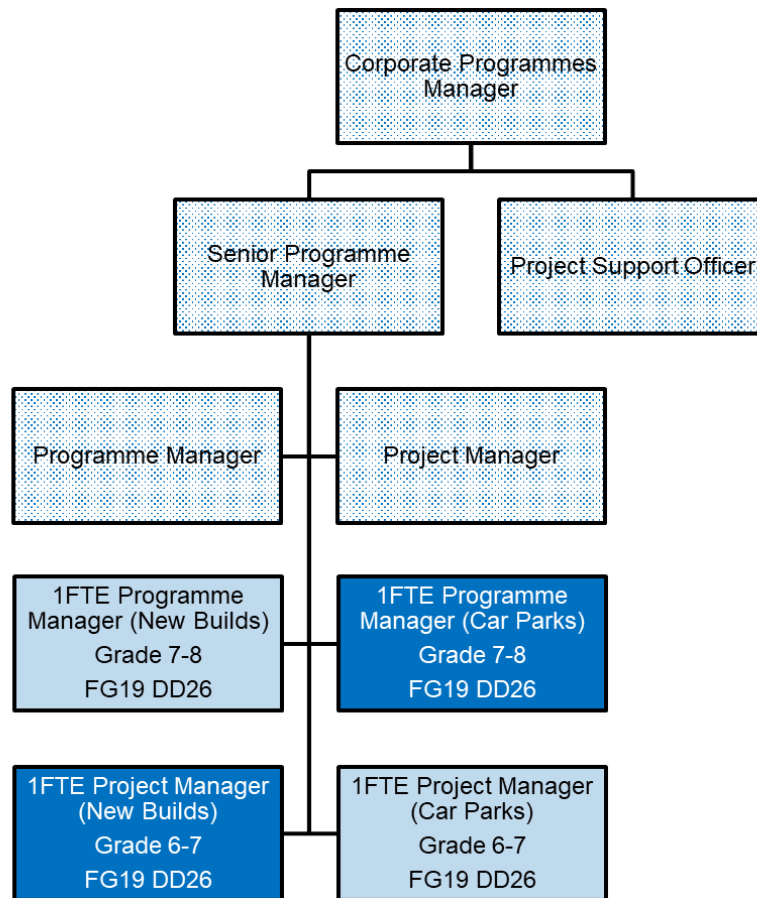 Corporate Programmes
Manager
Senior Programme
Manager
Project Support Officer
Programme Manager
Project Manager
1FTE Programme
Manager (New Builds)
Grade 7-8
FG19 DD26
1FTE Programme
Manager (Car Parks)
Grade 7-8
FG19 DD26
1FTE Project Manager
(New Builds)
Grade 6-7
FG19 DD26
1FTE Project Manager
(Car Parks)
Grade 6-7
FG19 DD26